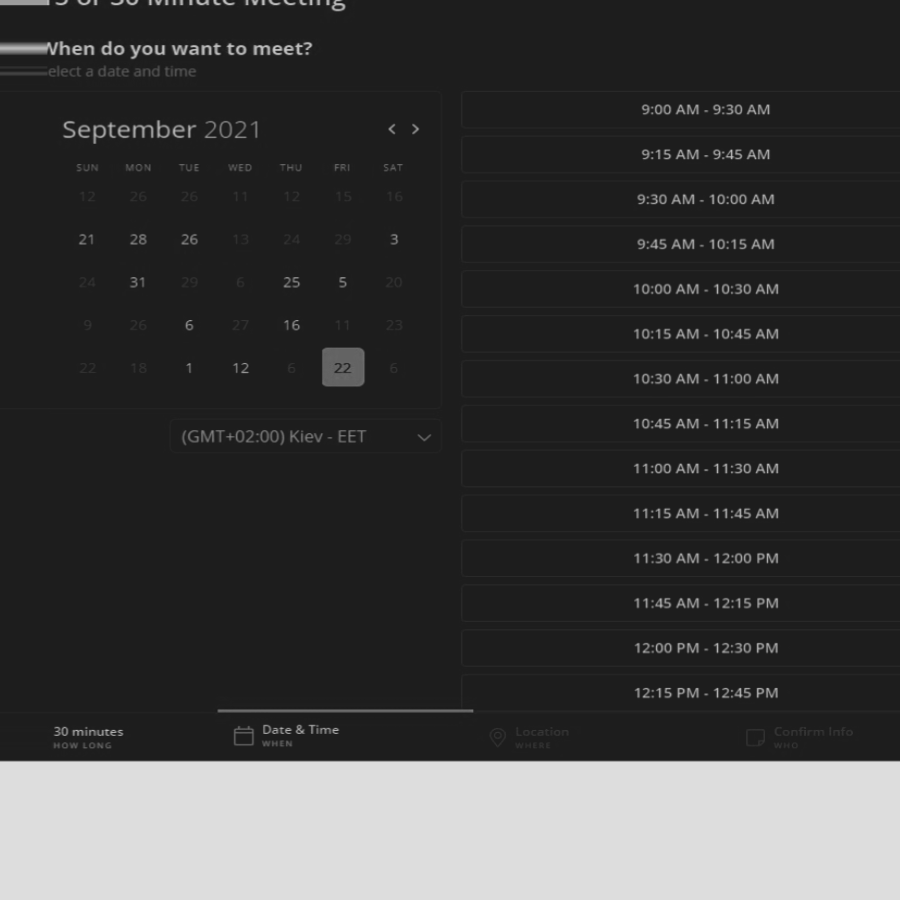 5 or 30 Minute Meeting
When do you want to meet?
elect a date and time
September 2021
SUN MON TUE WED THU FRI SAT
12 26 26 11 12 15 16
21 28 26 13 24 29 3
24 31 29 6 25 5 20
9 26 6 27 16 11 23
22 18 1 12 6 22 6
(GMT+02:00) Kiev - EET
9:00 AM - 9:30 AM
9:15 AM - 9:45 AM
9:30 AM - 10:00 AM
9:45 AM - 10:15 AM
10:00 AM - 10:30 AM
10:15 AM - 10:45 AM
10:30 AM - 11:00 AM
10:45 AM - 11:15 AM
11:00 AM - 11:30 AM
11:15 AM - 11:45 AM
11:30 AM - 12:00 PM
11:45 AM - 12:15 PM
12:00 PM - 12:30 PM
12:15 PM - 12:45 PM
30 minutes
HOW LONG
Date & Time
WHEN
Location
WHERE
Confirm Info
WHO